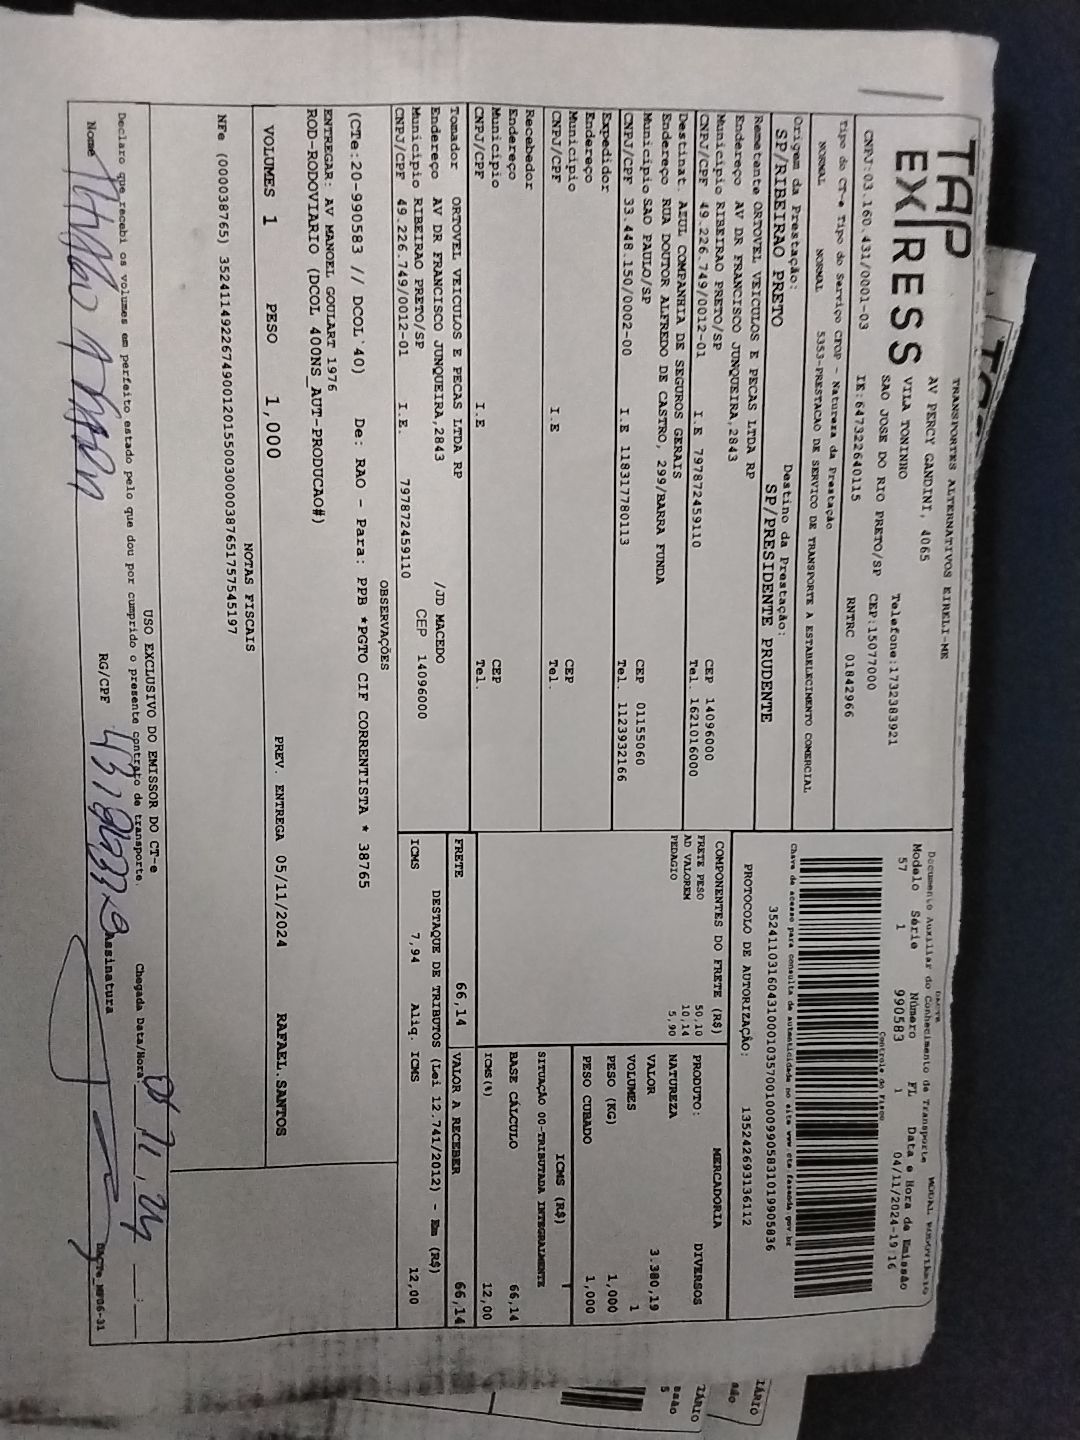 TAP
EXPRESS
TRANSPORTES ALTERNATIVOS EIRELI-ME
AV PERCY GANDINI, 4065
VILA TONINHO Telefone:1732383921
SAO JOSE DO RIO PRETO/SP CEP:15077000
CNPJ:03.160.431/0001-03 IE:647322640115 RNTRC 01842966
Tipo do CT-e Tipo do Serviço CFOP - Natureza da Prestação
NORMAL NORMAL 5353-PRESTACAO DE SERVICO DE TRANSPORTE A ESTABELECIMENTO COMERCIAL
Origem da Prestação: Destino da Prestação:
SP/RIBEIRAO PRETO SP/PRESIDENTE PRUDENTE
Remetente ORTOVEL VEICULOS E PECAS LTDA RP
Endereço AV DR FRANCISCO JUNQUEIRA,2843
Município RIBEIRAO PRETO/SP CEP 14096000
CNPJ/CPF 49.226.749/0012-01 I.E 797872459110 Tel. 1621016000
Destinat. AZUL COMPANHIA DE SEGUROS GERAIS
Endereço RUA DOUTOR ALFREDO DE CASTRO, 299/BARRA FUNDA
Município SAO PAULO/SP CEP 01155060
CNPJ/CPF 33.448.150/0002-00 I.E 118317780113 Tel. 1123932166
Expedidor
Endereço
Município CEP
CNPJ/CPF I.E Tel.
Recebedor
Endereço
Município CEP
CNPJ/CPF I.E Tel.
Tomador ORTOVEL VEICULOS E PECAS LTDA RP
Endereço AV DR FRANCISCO JUNQUEIRA,2843 /JD MACEDO
Município RIBEIRAO PRETO/SP CEP 14096000
CNPJ/CPF 49.226.749/0012-01 I.E. 797872459110
DACTE
Documento Auxiliar do Conhecimento de Transporte MODAL RODOVIÁRIO
Modelo Série Número FL Data e Hora de Emissão
57 1 990583 1 04/11/2024-19:16
Controle do Fisco
Chave de acesso para consulta de autenticidade no site www.cte.fazenda.gov.br
PROTOCOLO DE AUTORIZAÇÃO: 135242693136112
COMPONENTES DO FRETE (R$)
FRETE PESO 50,10
AD VALOREM 10,14
PEDAGIO 5,90
MERCADORIA
PRODUTO: DIVERSOS
NATUREZA
VALOR 3.380,19
VOLUMES 1
PESO (KG) 1,000
PESO CUBADO 1,000
ICMS (R$)
SITUAÇÃO 00-TRIBUTADA INTEGRALMENTE
BASE CÁLCULO 66,14
ICMS(%) 12,00
FRETE 66,14 VALOR A RECEBER 66,14
DESTAQUE DE TRIBUTOS (Lei 12.741/2012) - Em (R$)
ICMS 7,94 Aliq. ICMS 12,00
OBSERVAÇÕES
(CTe:20-990583 // DCOL 40) De: RAO - Para: PPB *PGTO CIF CORRENTISTA * 38765
ENTREGAR: AV MANOEL GOULART 1976
ROD-RODOVIARIO (DCOL 400NS_AUT-PRODUCAO#)
VOLUMES 1 PESO 1,000 PREV. ENTREGA 05/11/2024 RAFAEL.SANTOS
NOTAS FISCAIS
USO EXCLUSIVO DO EMISSOR DO CT-e
Declaro que recebi os volumes em perfeito estado pelo que dou por cumprido o presente contrato de transporte. Chegada Data/Hora
Nome RG/CPF Assinatura
DACTe_MF06-31